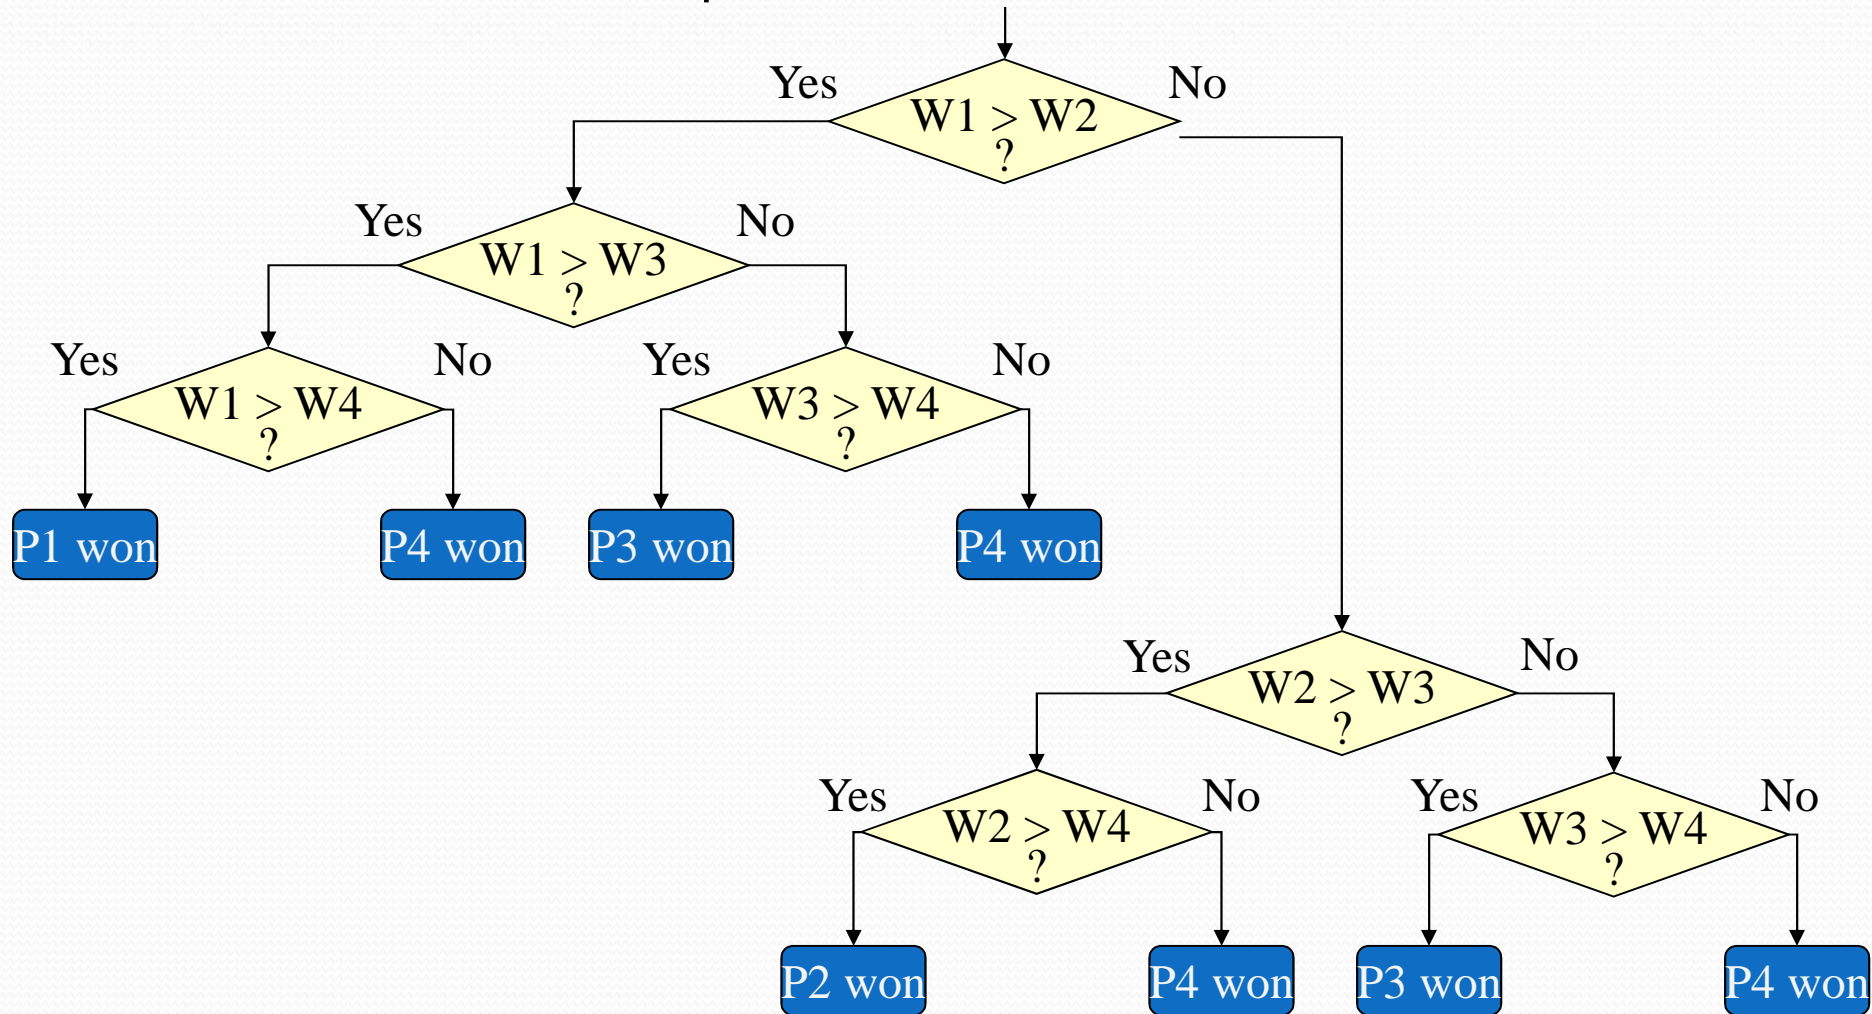 Yes
No
W1 > W2
?
Yes
No
W1 > W3
?
Yes
No
Yes
No
W1 > W4
?
W3 > W4
?
P1 won
P4 won
P3 won
P4 won
Yes
No
W2 > W3
?
Yes
No
Yes
No
W2 > W4
?
W3 > W4
?
P2 won
P4 won
P3 won
P4 won